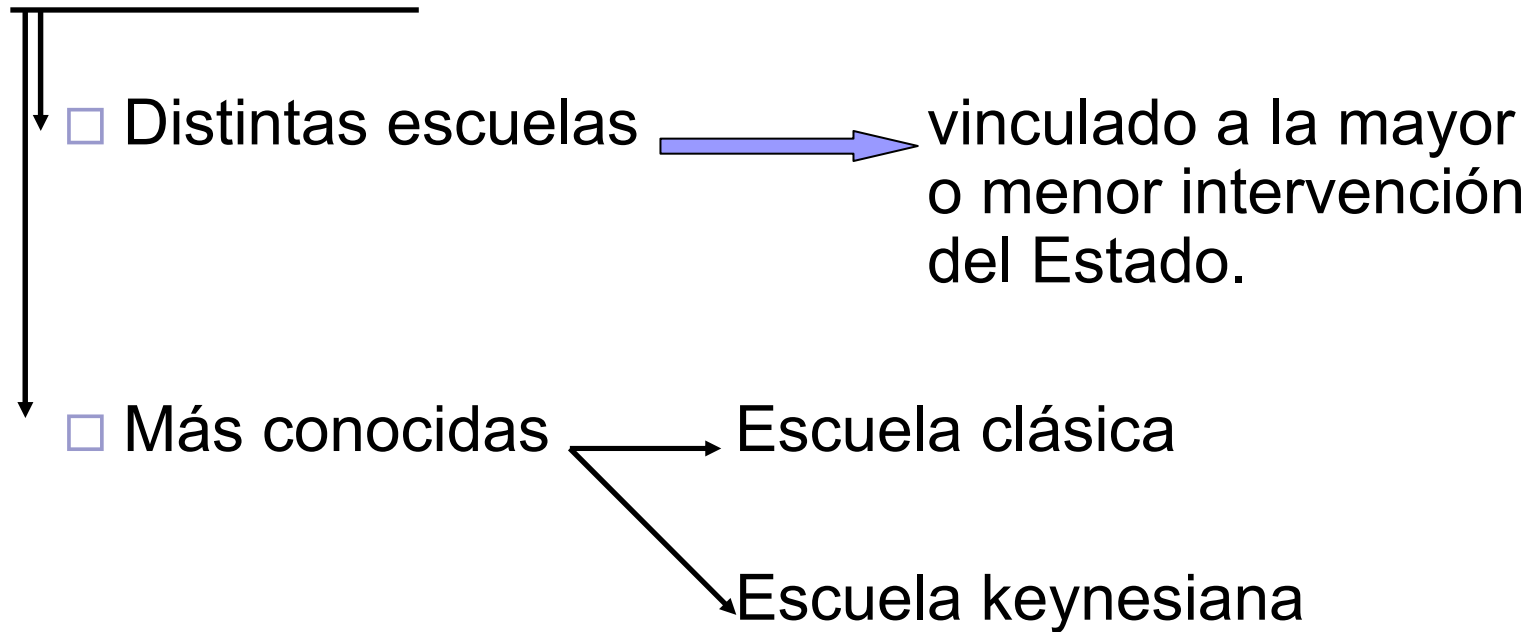 Distintas escuelas
vinculado a la mayor
o menor intervención
del Estado.
Más conocidas
Escuela clásica
Escuela keynesiana